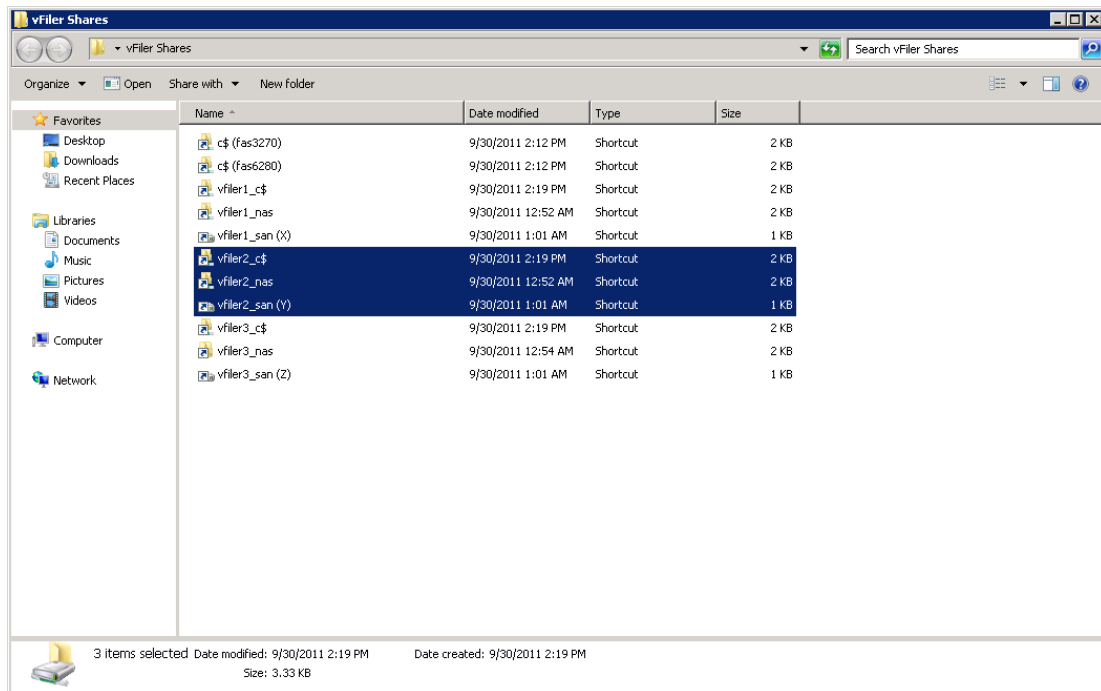 vFiler Shares
vFiler Shares
Search vFiler Shares
Organize Open Share with New folder
Favorites
Desktop
Downloads
Recent Places
Libraries
Documents
Music
Pictures
Videos
Computer
Network
Name Date modified Type Size
c$ (fas3270) 9/30/2011 2:12 PM Shortcut 2 KB
c$ (fas6280) 9/30/2011 2:12 PM Shortcut 2 KB
vfiler1_c$ 9/30/2011 2:19 PM Shortcut 2 KB
vfiler1_nas 9/30/2011 12:52 AM Shortcut 2 KB
vfiler1_san (X) 9/30/2011 1:01 AM Shortcut 1 KB
vfiler2_c$ 9/30/2011 2:19 PM Shortcut 2 KB
vfiler2_nas 9/30/2011 12:52 AM Shortcut 2 KB
vfiler2_san (Y) 9/30/2011 1:01 AM Shortcut 1 KB
vfiler3_c$ 9/30/2011 2:19 PM Shortcut 2 KB
vfiler3_nas 9/30/2011 12:54 AM Shortcut 2 KB
vfiler3_san (Z) 9/30/2011 1:01 AM Shortcut 1 KB
3 items selected Date modified: 9/30/2011 2:19 PM Date created: 9/30/2011 2:19 PM
Size: 3.33 KB